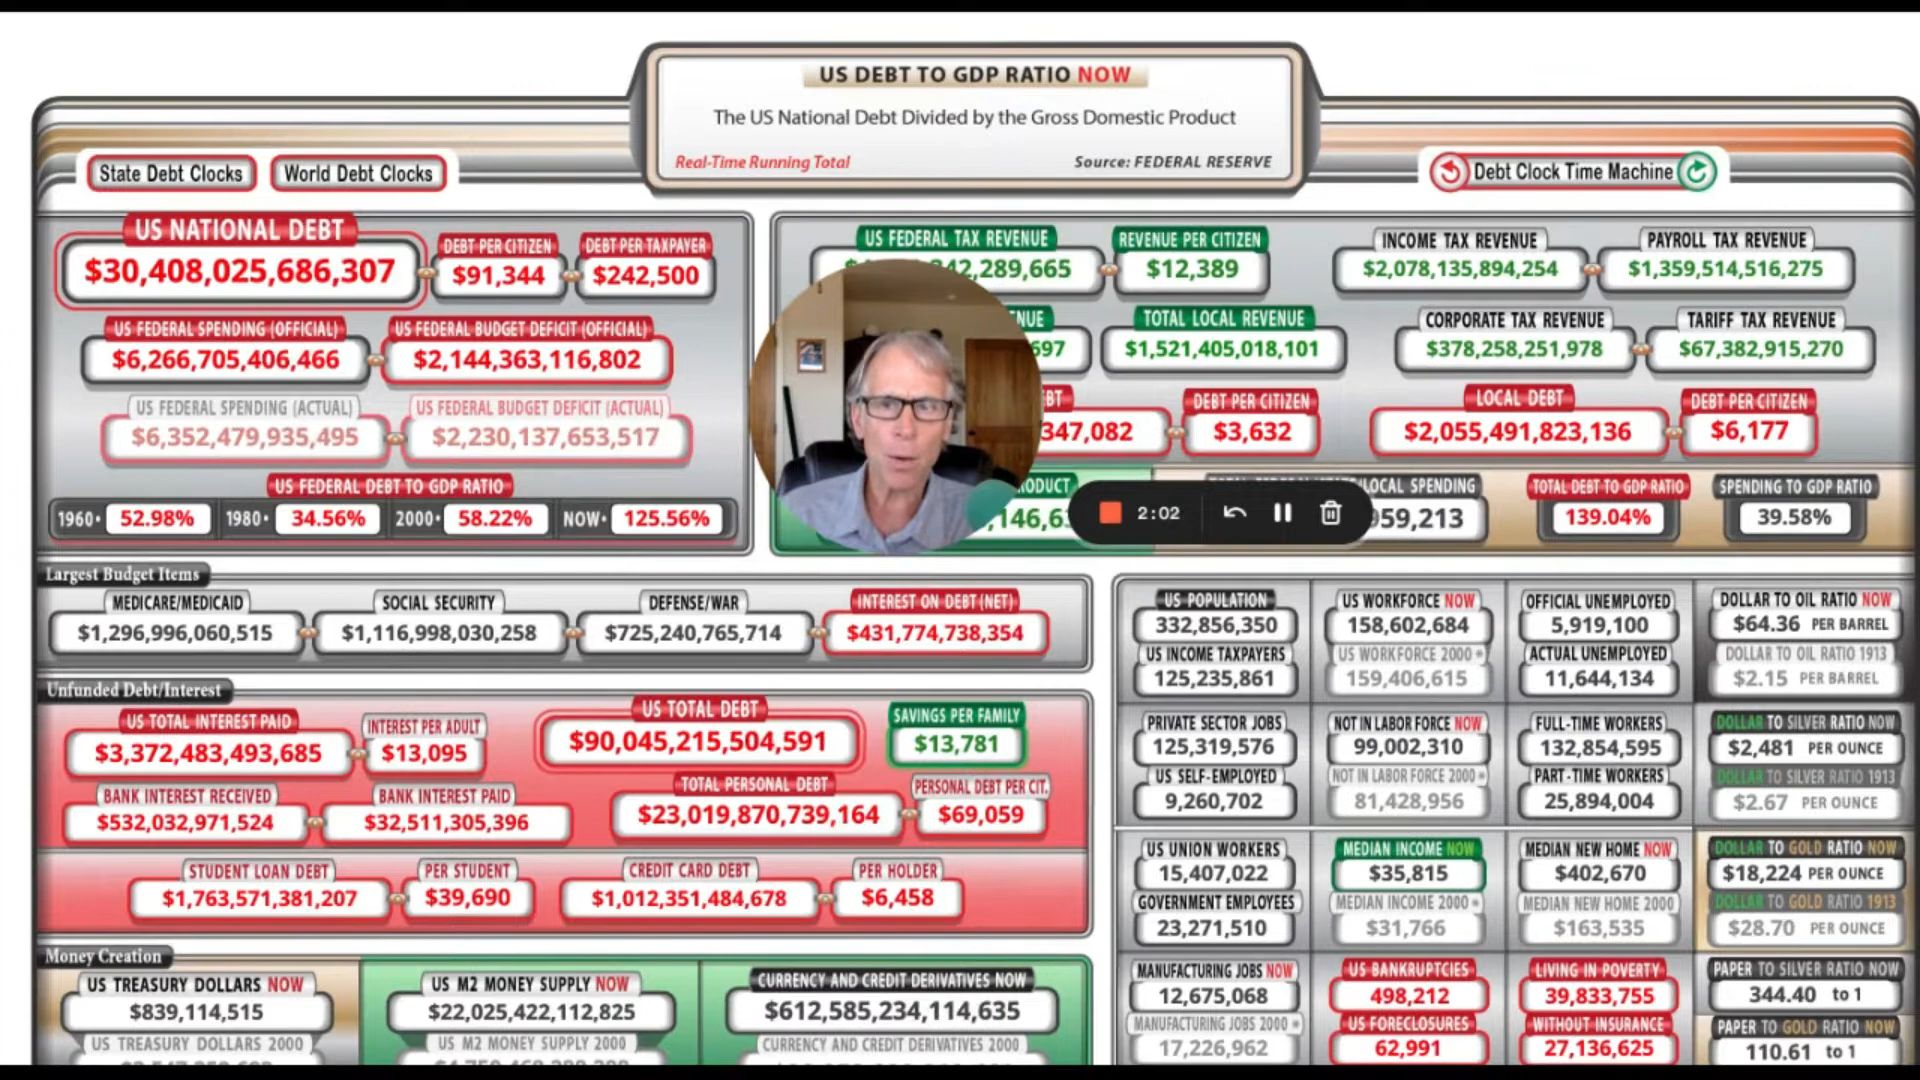 US DEBT TO GDP RATIO NOW
The US National Debt Divided by the Gross Domestic Product
Real-Time Running Total
Source: FEDERAL RESERVE
State Debt Clocks
World Debt Clocks
Debt Clock Time Machine
US NATIONAL DEBT
$30,408,025,686,307
DEBT PER CITIZEN
$91,344
DEBT PER TAXPAYER
$242,500
US FEDERAL SPENDING (OFFICIAL)
$6,266,705,406,466
US FEDERAL BUDGET DEFICIT (OFFICIAL)
$2,144,363,116,802
US FEDERAL SPENDING (ACTUAL)
$6,352,479,935,495
US FEDERAL BUDGET DEFICIT (ACTUAL)
$2,230,137,653,517
US FEDERAL DEBT TO GDP RATIO
1960• 52.98% 1980• 34.56% 2000• 58.22% NOW• 125.56%
US FEDERAL TAX REVENUE
242,289,665
REVENUE PER CITIZEN
$12,389
INCOME TAX REVENUE
$2,078,135,894,254
PAYROLL TAX REVENUE
$1,359,514,516,275
697
TOTAL LOCAL REVENUE
$1,521,405,018,101
CORPORATE TAX REVENUE
$378,258,251,978
TARIFF TAX REVENUE
$67,382,915,270
347,082
DEBT PER CITIZEN
$3,632
LOCAL DEBT
$2,055,491,823,136
DEBT PER CITIZEN
$6,177
2:02
LOCAL SPENDING
959,213
TOTAL DEBT TO GDP RATIO
139.04%
SPENDING TO GDP RATIO
39.58%
Largest Budget Items
MEDICARE/MEDICAID
$1,296,996,060,515
SOCIAL SECURITY
$1,116,998,030,258
DEFENSE/WAR
$725,240,765,714
INTEREST ON DEBT (NET)
$431,774,738,354
Unfunded Debt/Interest
US TOTAL INTEREST PAID
$3,372,483,493,685
INTEREST PER ADULT
$13,095
US TOTAL DEBT
$90,045,215,504,591
SAVINGS PER FAMILY
$13,781
BANK INTEREST RECEIVED
$532,032,971,524
BANK INTEREST PAID
$32,511,305,396
TOTAL PERSONAL DEBT
$23,019,870,739,164
PERSONAL DEBT PER CIT.
$69,059
STUDENT LOAN DEBT
$1,763,571,381,207
PER STUDENT
$39,690
CREDIT CARD DEBT
$1,012,351,484,678
PER HOLDER
$6,458
Money Creation
US TREASURY DOLLARS NOW
$839,114,515
US TREASURY DOLLARS 2000
US M2 MONEY SUPPLY NOW
$22,025,422,112,825
US M2 MONEY SUPPLY 2000
CURRENCY AND CREDIT DERIVATIVES NOW
$612,585,234,114,635
CURRENCY AND CREDIT DERIVATIVES 2000
US POPULATION
332,856,350
US INCOME TAXPAYERS
125,235,861
US WORKFORCE NOW
158,602,684
US WORKFORCE 2000
159,406,615
OFFICIAL UNEMPLOYED
5,919,100
ACTUAL UNEMPLOYED
11,644,134
DOLLAR TO OIL RATIO NOW
$64.36 PER BARREL
DOLLAR TO OIL RATIO 1913
$2.15 PER BARREL
PRIVATE SECTOR JOBS
125,319,576
US SELF-EMPLOYED
9,260,702
NOT IN LABOR FORCE NOW
99,002,310
NOT IN LABOR FORCE 2000
81,428,956
FULL-TIME WORKERS
132,854,595
PART-TIME WORKERS
25,894,004
DOLLAR TO SILVER RATIO NOW
$2,481 PER OUNCE
DOLLAR TO SILVER RATIO 1913
$2.67 PER OUNCE
US UNION WORKERS
15,407,022
GOVERNMENT EMPLOYEES
23,271,510
MEDIAN INCOME NOW
$35,815
MEDIAN INCOME 2000
$31,766
MEDIAN NEW HOME NOW
$402,670
MEDIAN NEW HOME 2000
$163,535
DOLLAR TO GOLD RATIO NOW
$18,224 PER OUNCE
DOLLAR TO GOLD RATIO 1913
$28.70 PER OUNCE
MANUFACTURING JOBS NOW
12,675,068
MANUFACTURING JOBS 2000
17,226,962
US BANKRUPTCIES
498,212
US FORECLOSURES
62,991
LIVING IN POVERTY
39,833,755
WITHOUT INSURANCE
27,136,625
PAPER TO SILVER RATIO NOW
344.40 to 1
PAPER TO GOLD RATIO NOW
110.61 to 1